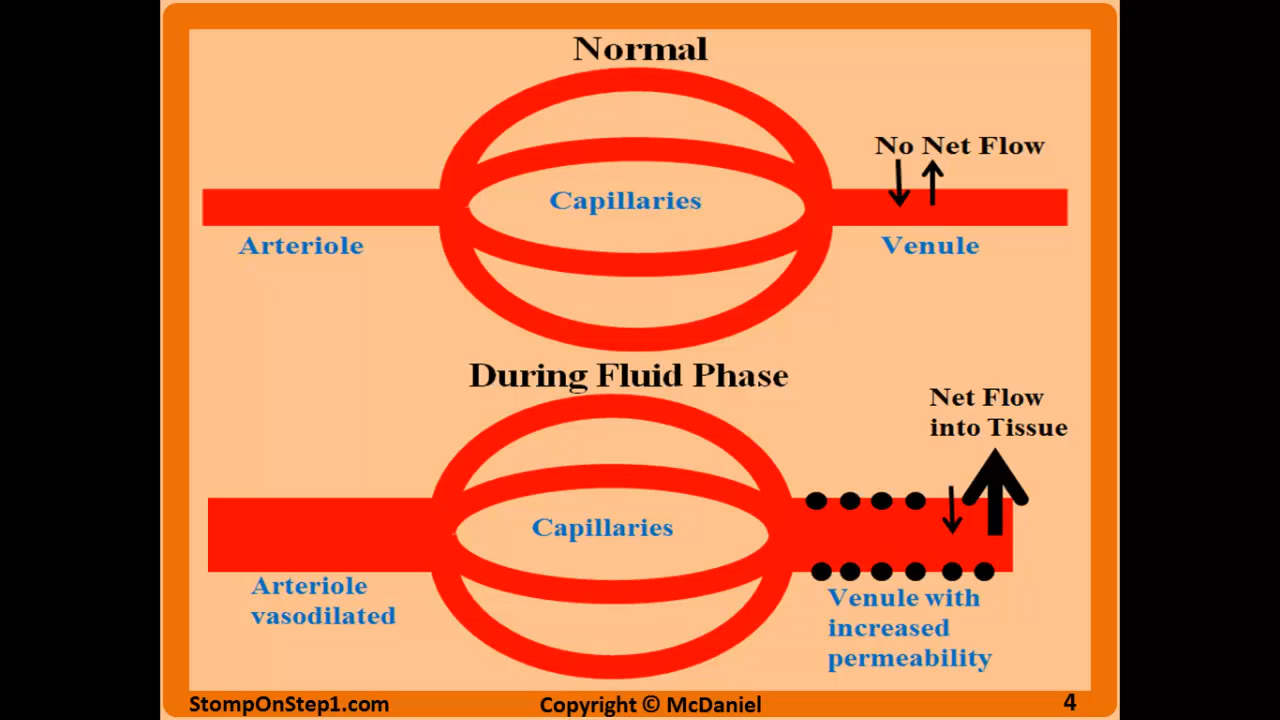 Normal
No Net Flow
Capillaries
Arteriole
Venule
During Fluid Phase
Net Flow
into Tissue
Capillaries
Arteriole
vasodilated
Venule with
increased
permeability
StompOnStep1.com
Copyright © McDaniel
4